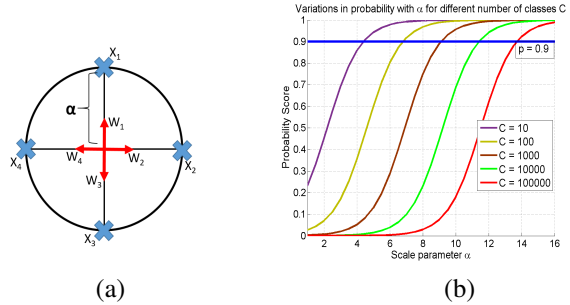 X1
α
W1
W4
W2
X4
X2
W3
X3
(a)
Variations in probability with α for different number of classes C
Probability Score
1
0.9
0.8
0.7
0.6
0.5
0.4
0.3
0.2
0.1
0
p = 0.9
C = 10
C = 100
C = 1000
C = 10000
C = 100000
2 4 6 8 10 12 14 16
Scale parameter α
(b)